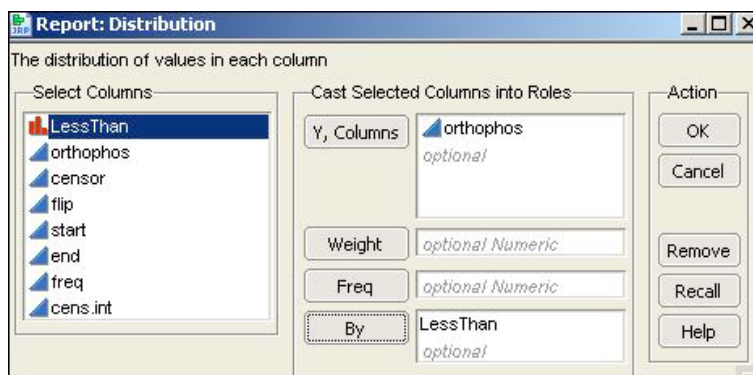 JRP Report: Distribution
The distribution of values in each column
Select Columns
LessThan
orthophos
censor
flip
start
end
freq
cens.int
Cast Selected Columns into Roles
Y, Columns
orthophos
optional
Weight
optional Numeric
Freq
optional Numeric
By
LessThan
optional
Action
OK
Cancel
Remove
Recall
Help